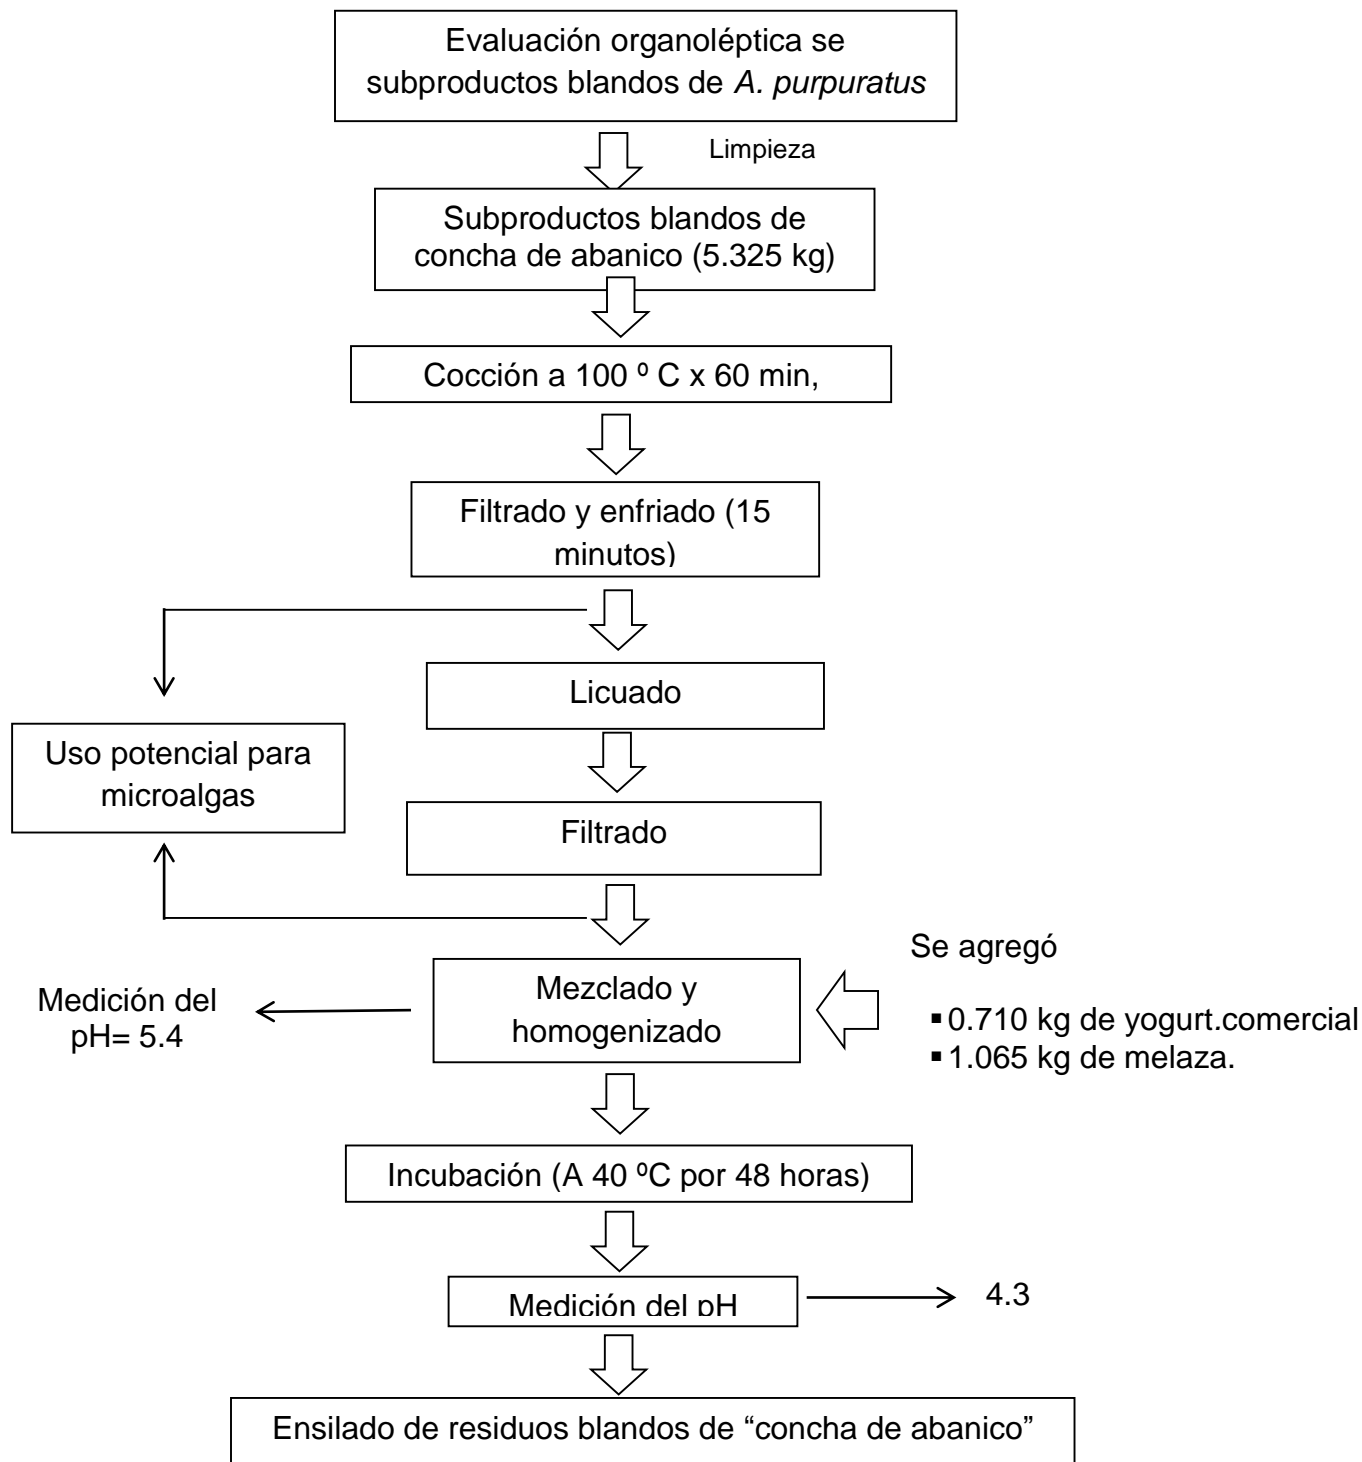 Evaluación organoléptica se
subproductos blandos de A. purpuratus
Limpieza
Subproductos blandos de
concha de abanico (5.325 kg)
Cocción a 100 º C x 60 min,
Filtrado y enfriado (15
minutos)
Licuado
Uso potencial para
microalgas
Filtrado
Se agregó
▪ 0.710 kg de yogurt.comercial
▪ 1.065 kg de melaza.
Mezclado y
homogenizado
Medición del
pH= 5.4
Incubación (A 40 ºC por 48 horas)
Medición del pH
4.3
Ensilado de residuos blandos de “concha de abanico”